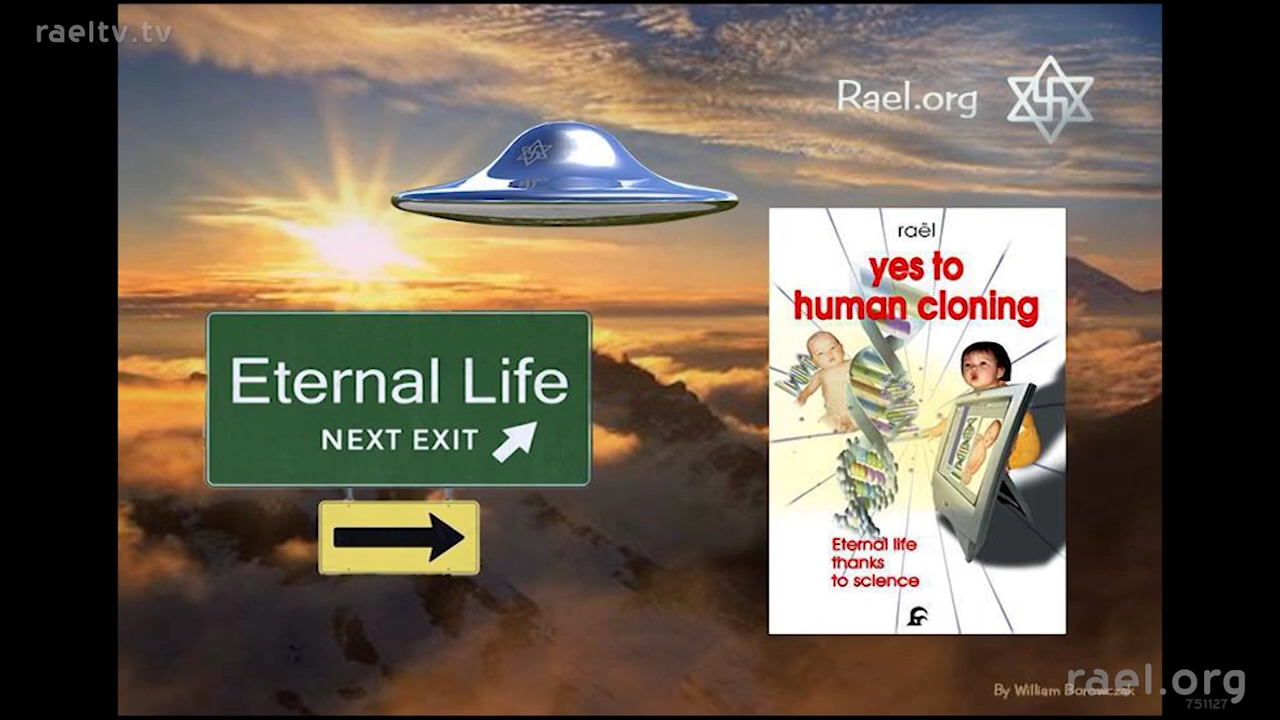 raeltv.tv
Rael.org
raël
yes to
human cloning
Eternal Life
NEXT EXIT
Eternal life
thanks
to science
By William Borowczak
rael.org
751127